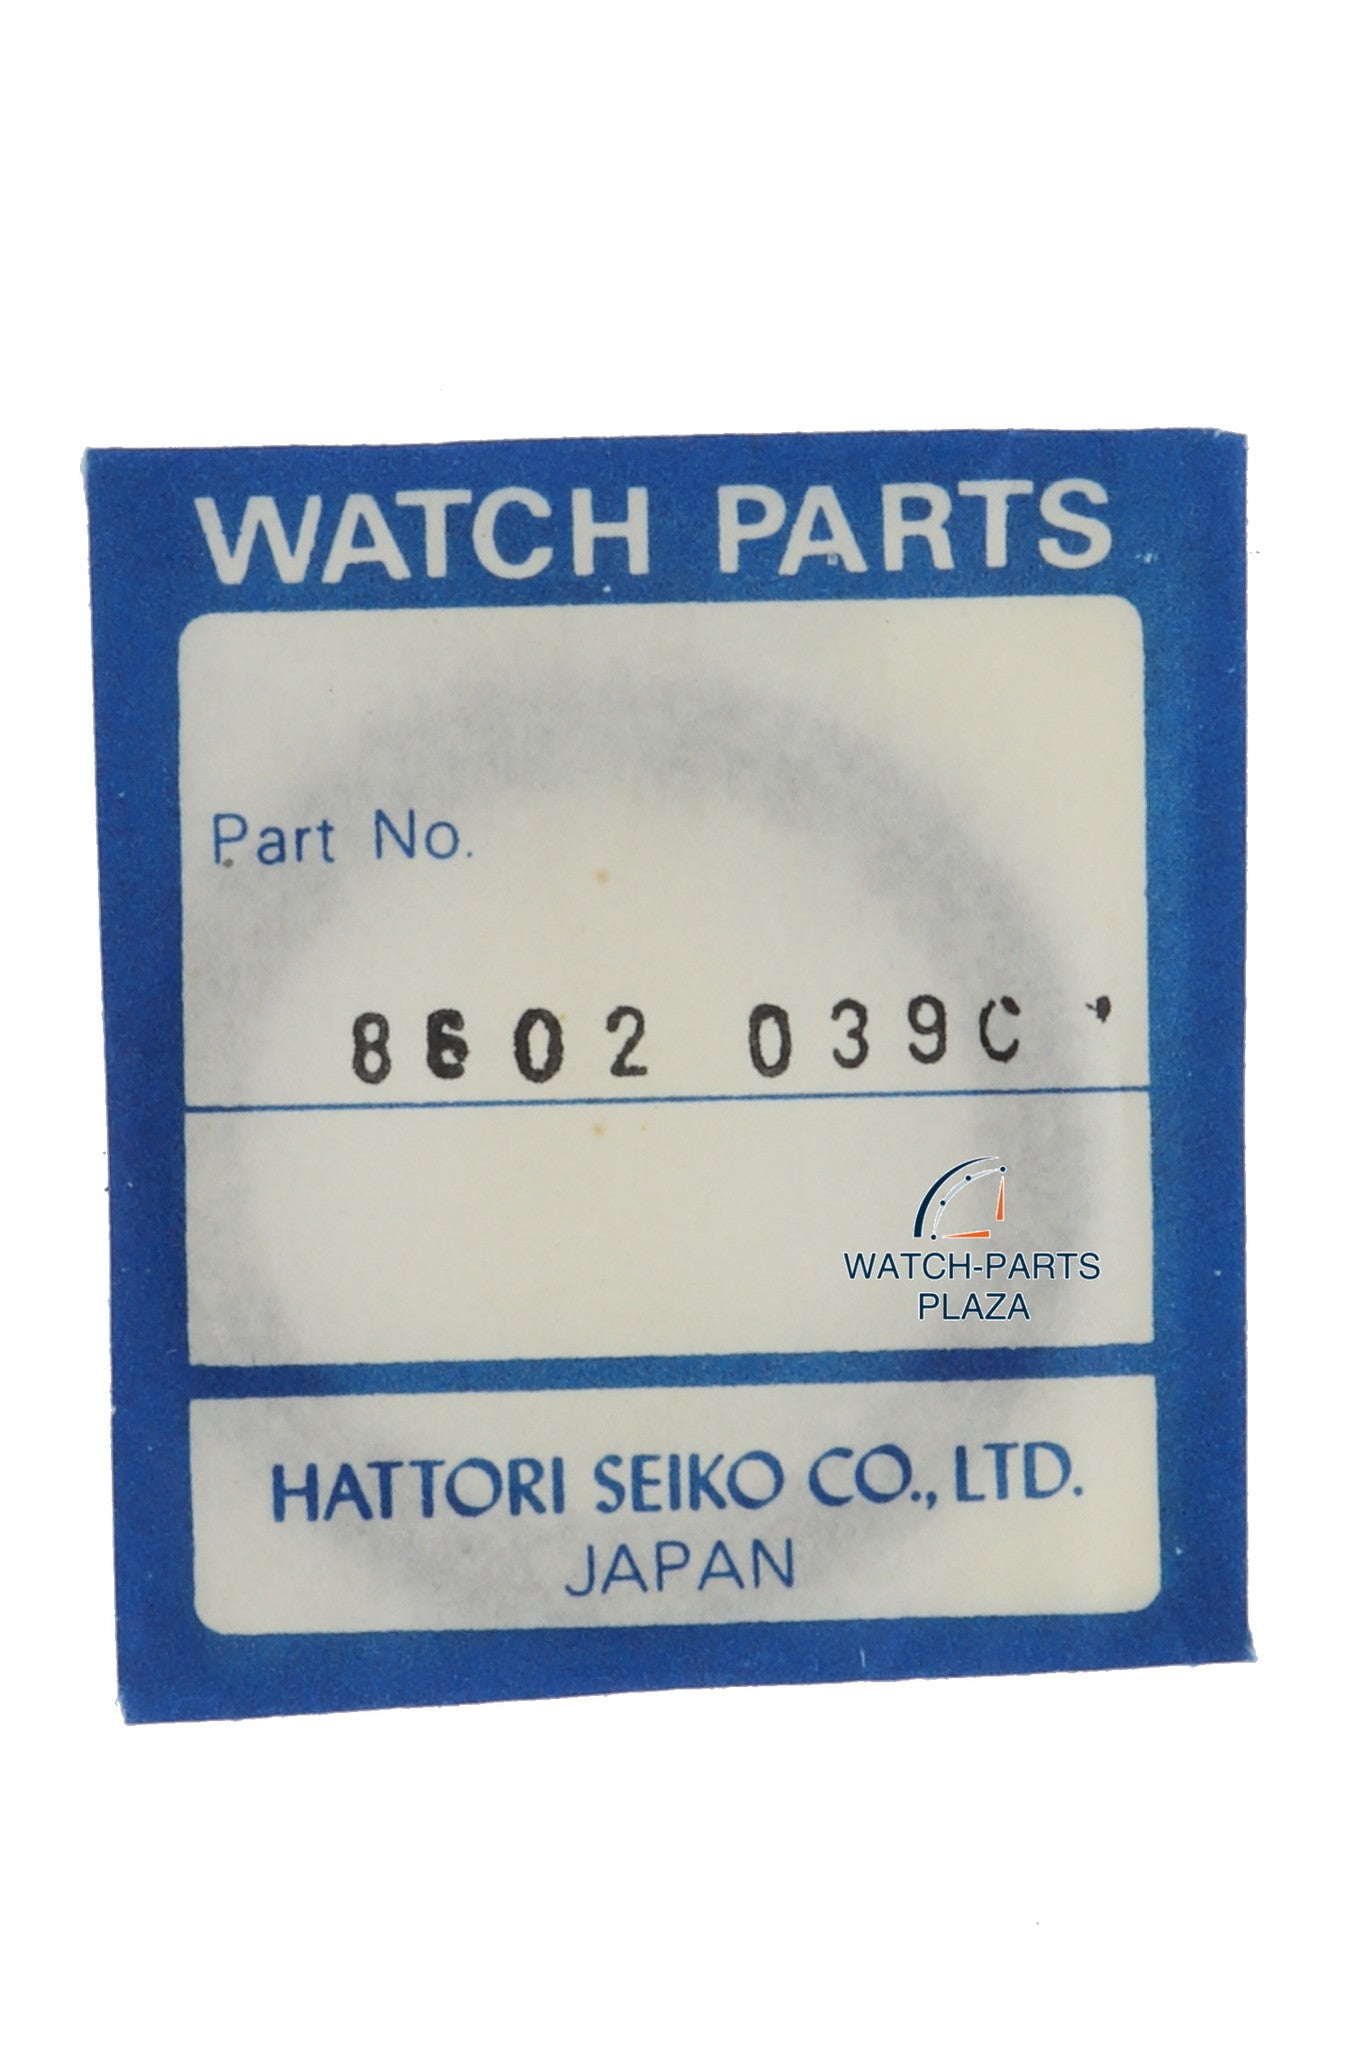 WATCH PARTS
Part No.
8602 039C
WATCH-PARTS
PLAZA
HATTORI SEIKO CO., LTD.
JAPAN